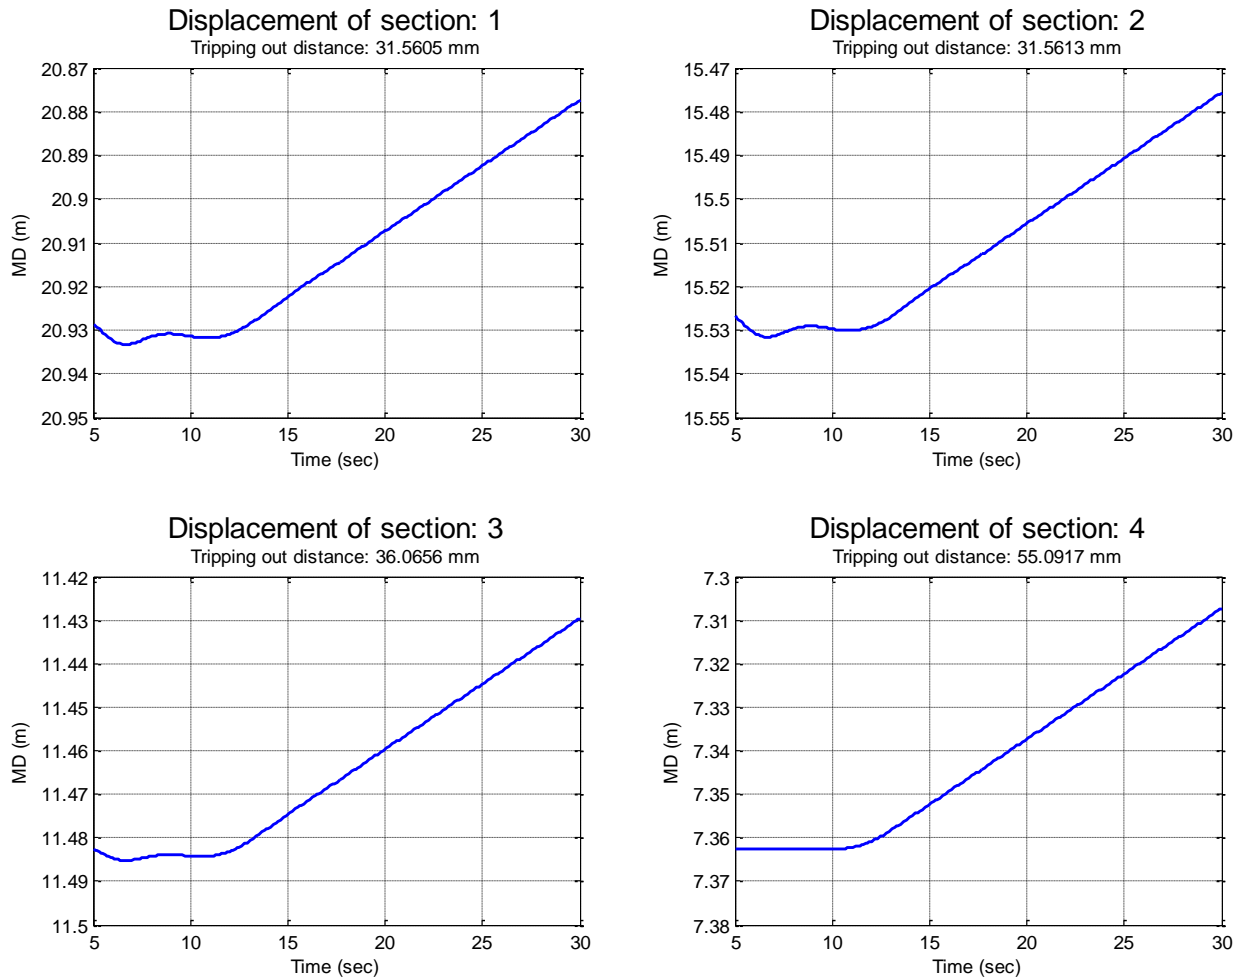 Displacement of section: 1
Tripping out distance: 31.5605 mm
20.87
20.88
20.89
20.9
20.91
20.92
20.93
20.94
20.95
MD (m)
5 10 15 20 25 30
Time (sec)
Displacement of section: 2
Tripping out distance: 31.5613 mm
15.47
15.48
15.49
15.5
15.51
15.52
15.53
15.54
15.55
MD (m)
5 10 15 20 25 30
Time (sec)
Displacement of section: 3
Tripping out distance: 36.0656 mm
11.42
11.43
11.44
11.45
11.46
11.47
11.48
11.49
11.5
MD (m)
5 10 15 20 25 30
Time (sec)
Displacement of section: 4
Tripping out distance: 55.0917 mm
7.3
7.31
7.32
7.33
7.34
7.35
7.36
7.37
7.38
MD (m)
5 10 15 20 25 30
Time (sec)